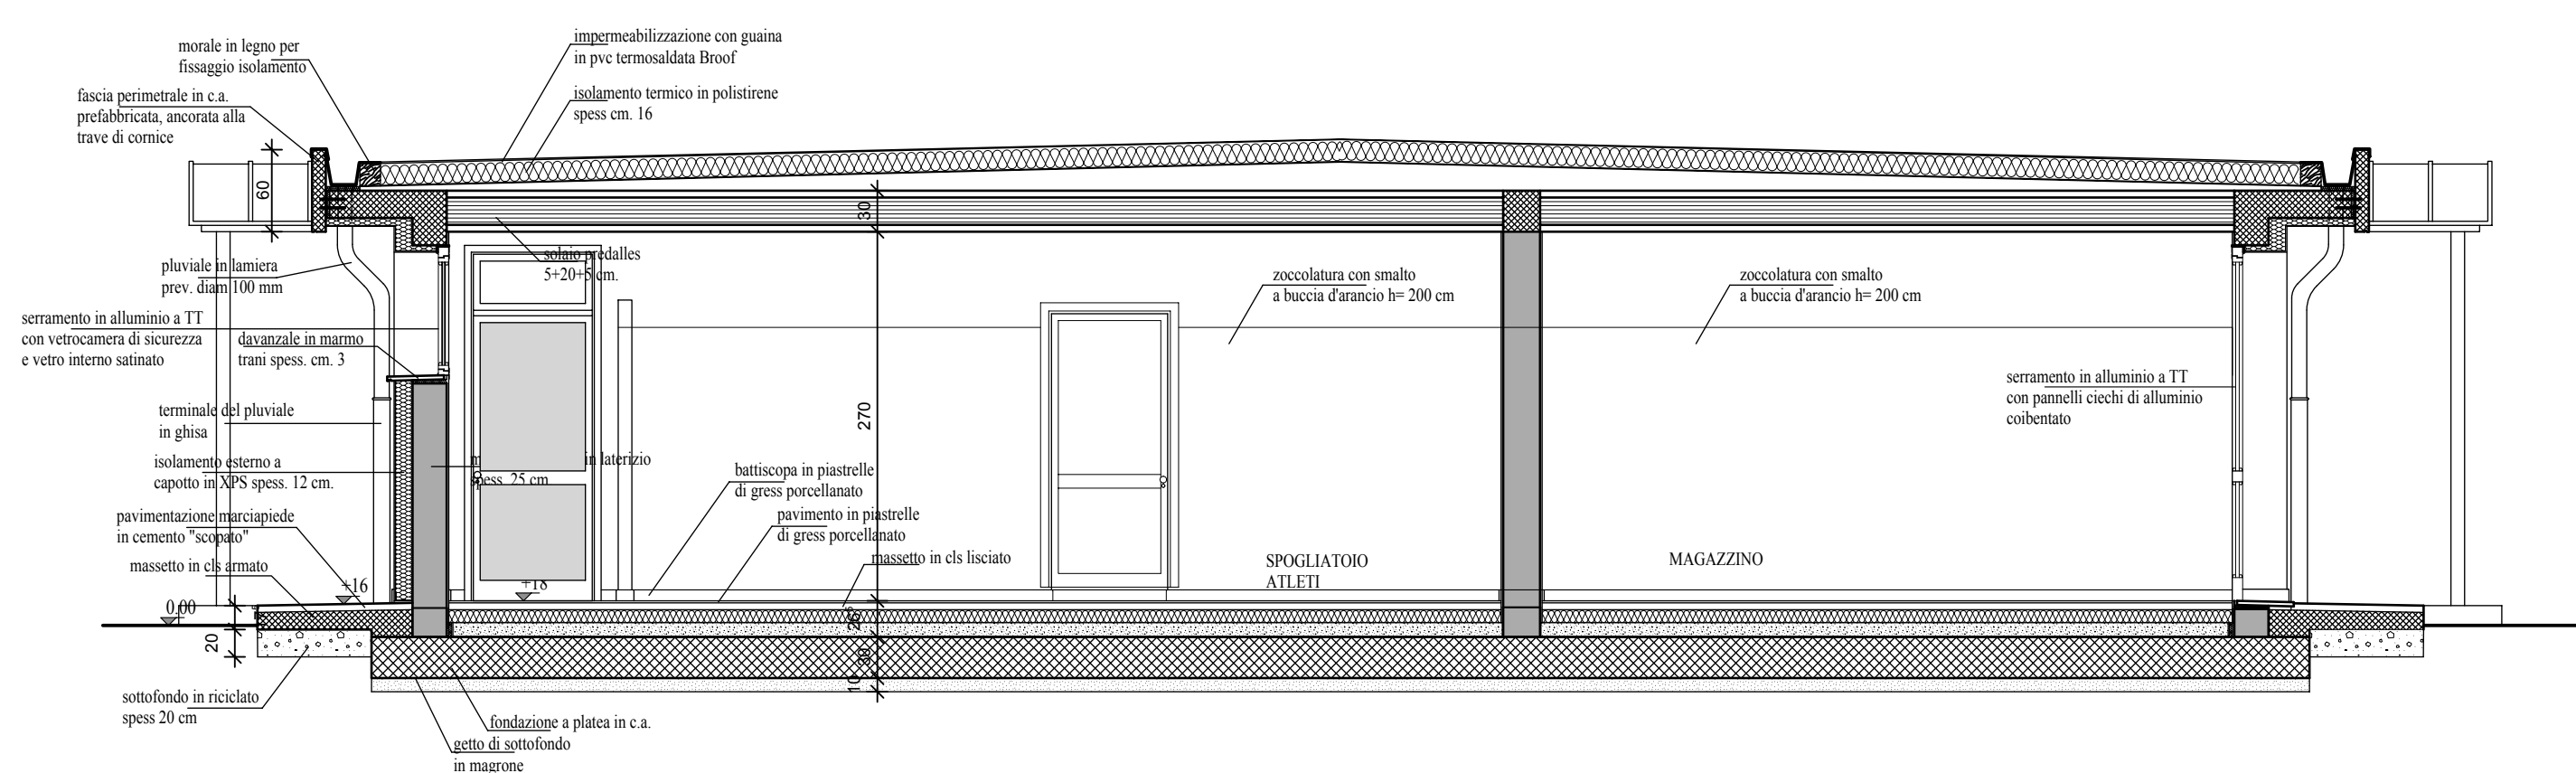 morale in legno per
fissaggio isolamento
fascia perimetrale in c.a.
prefabbricata, ancorata alla
trave di cornice
impermeabilizzazione con guaina
in pvc termosaldata Broof
isolamento termico in polistirene
spess cm. 16
60
30
solaio predalles
5+20+5 cm.
pluviale in lamiera
prev. diam 100 mm
zoccolatura con smalto
a buccia d'arancio h= 200 cm
zoccolatura con smalto
a buccia d'arancio h= 200 cm
serramento in alluminio a TT
con vetrocamera di sicurezza
e vetro interno satinato
davanzale in marmo
trani spess. cm. 3
serramento in alluminio a TT
con pannelli ciechi di alluminio
coibentato
270
terminale del pluviale
in ghisa
isolamento esterno a
capotto in XPS spess. 12 cm.
in laterizio
spess. 25 cm
battiscopa in piastrelle
di gress porcellanato
pavimento in piastrelle
di gress porcellanato
massetto in cls lisciato
pavimentazione marciapiede
in cemento "scopato"
massetto in cls armato
SPOGLIATOIO
ATLETI
MAGAZZINO
+16
+18
0.00
20
30
10
sottofondo in riciclato
spess 20 cm
fondazione a platea in c.a.
getto di sottofondo
in magrone